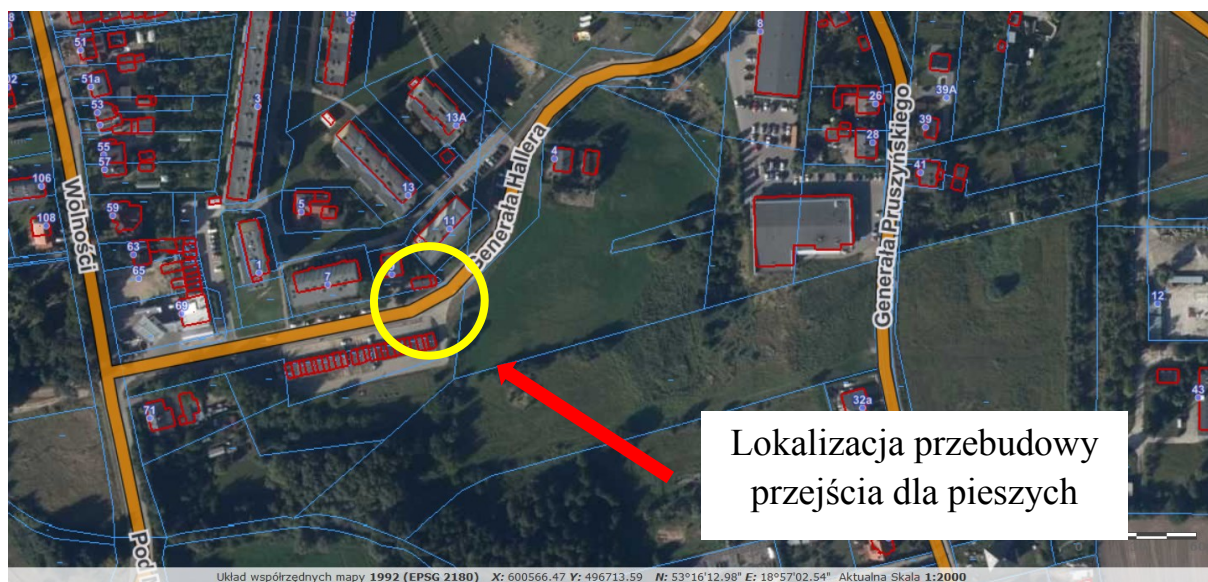 15
8
51
51a
53
55
57
3
13A
26
39A
39
28
4
41
106
108
59
5
13
11
63
65
1
7
69
Wolności
Generała Hallera
Generała Pruszyńskiego
12
71
32a
43
Pod
Lokalizacja przebudowy
przejścia dla pieszych
Układ współrzędnych mapy 1992 (EPSG 2180) X: 600566.47 Y: 496713.59 N: 53°16'12.98" E: 18°57'02.54" Aktualna Skala 1:2000